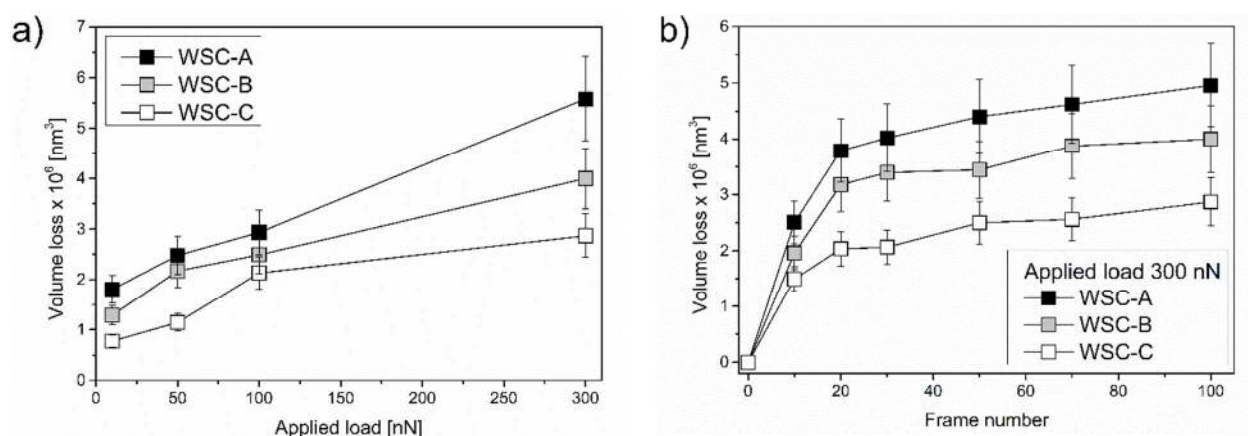 a)
WSC-A
WSC-B
WSC-C
Volume loss x 10⁶ [nm³]
7
6
5
4
3
2
1
0
0 50 100 150 200 250 300
Applied load [nN]
b)
Volume loss x 10⁶ [nm³]
6
5
4
3
2
1
0
Applied load 300 nN
WSC-A
WSC-B
WSC-C
0 20 40 60 80 100
Frame number